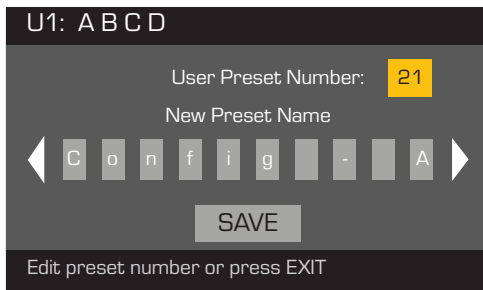 U1: A B C D
User Preset Number: 21
New Preset Name
C o n f i g - A
SAVE
Edit preset number or press EXIT